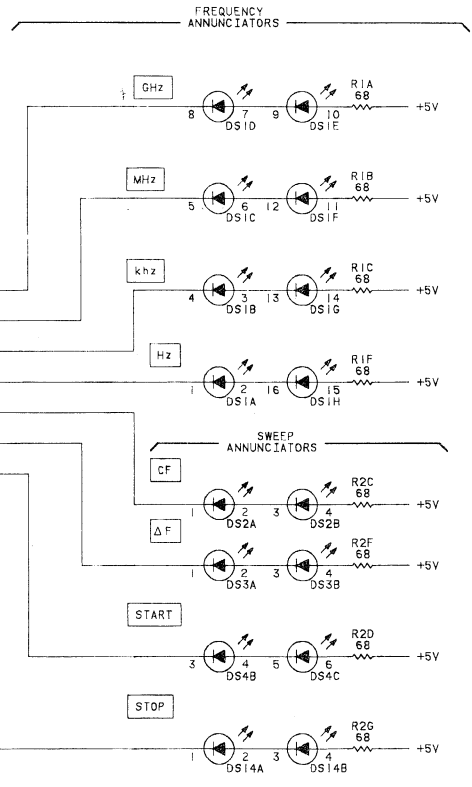 FREQUENCY
ANNUNCIATORS
GHz
R1A
68
8 7 9 10 +5V
DS1D DS1E
MHz
R1B
68
5 6 12 11 +5V
DS1C DS1F
khz
R1C
68
4 3 13 14 +5V
DS1B DS1G
Hz
R1F
68
1 2 16 15 +5V
DS1A DS1H
SWEEP
ANNUNCIATORS
CF
R2C
68
1 2 3 4 +5V
DS2A DS2B
ΔF
R2F
68
1 2 3 4 +5V
DS3A DS3B
START
R2D
68
3 4 5 6 +5V
DS4B DS4C
STOP
R2G
68
1 2 3 4 +5V
DS14A DS14B